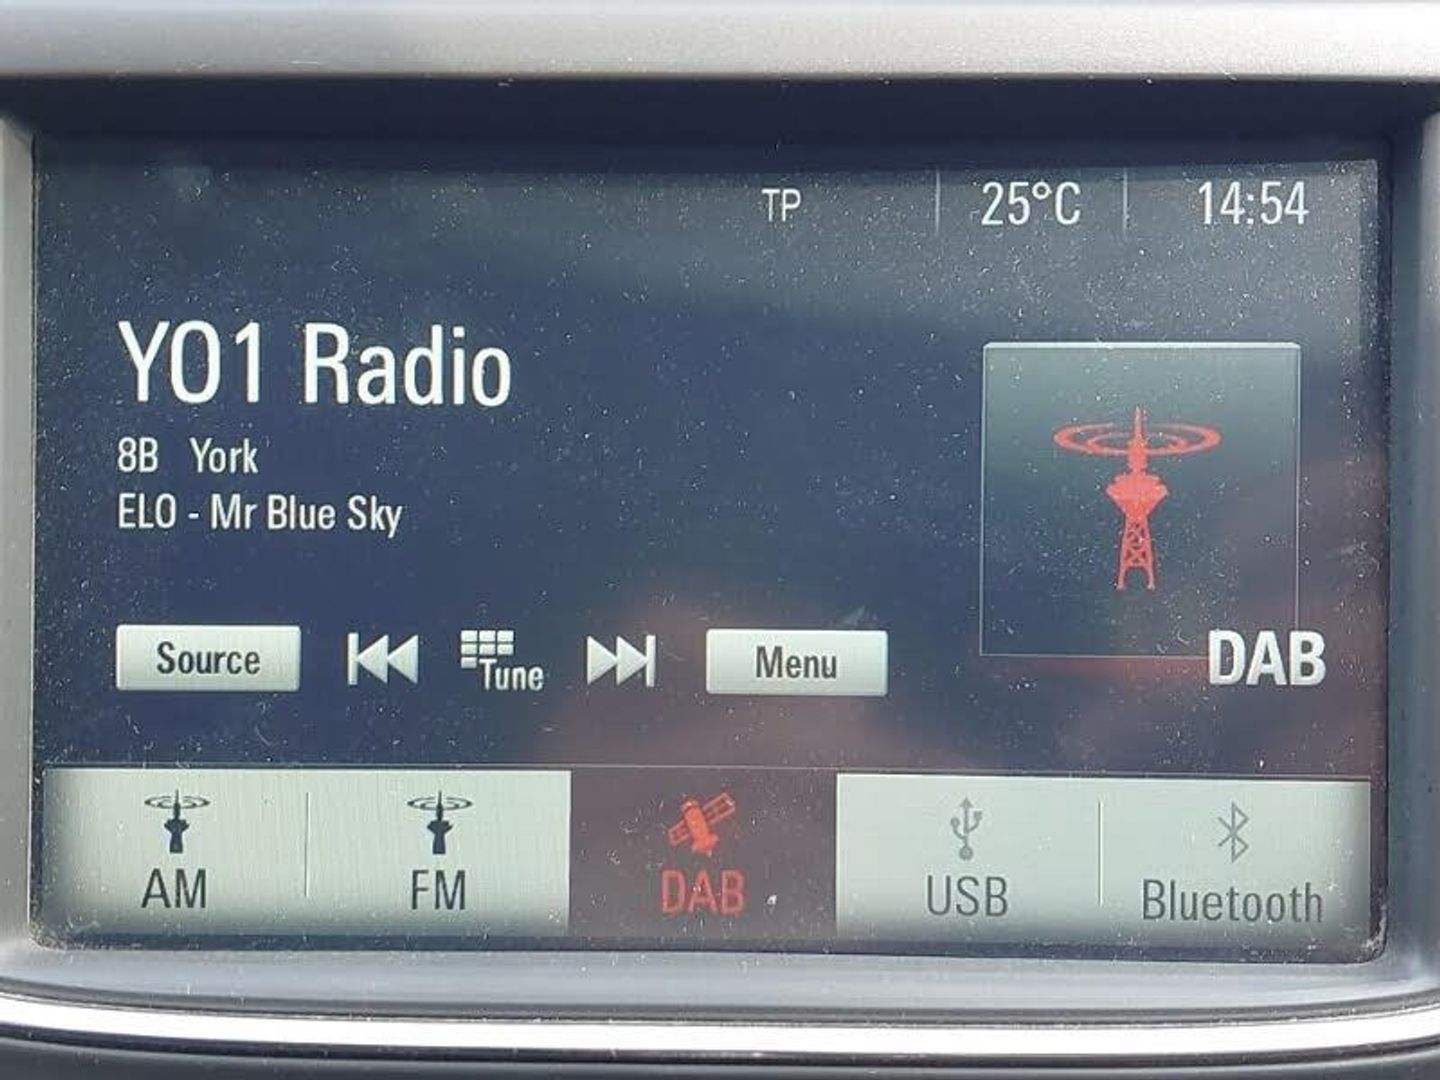 TP 25°C 14:54
YO1 Radio
8B York
ELO - Mr Blue Sky
Source Tune Menu
DAB
AM FM DAB USB Bluetooth